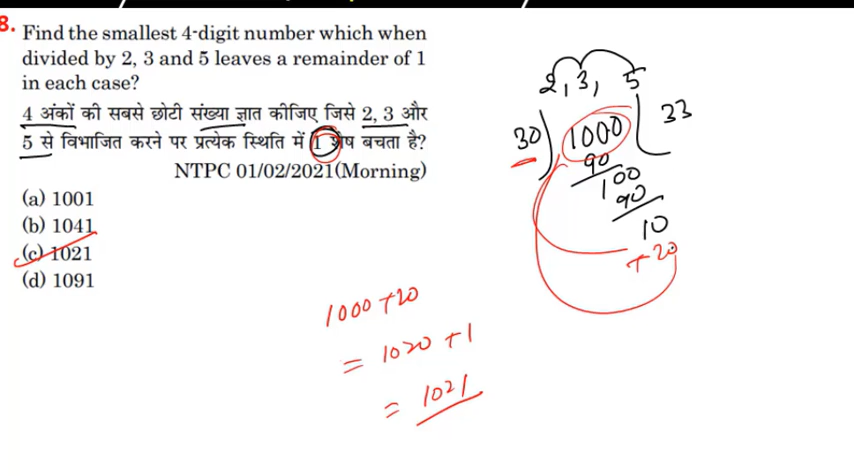 8. Find the smallest 4-digit number which when
divided by 2, 3 and 5 leaves a remainder of 1
in each case?
4 अंकों की सबसे छोटी संख्या ज्ञात कीजिए जिसे 2, 3 और
5 से विभाजित करने पर प्रत्येक स्थिति में 1 शेष बचता है?
NTPC 01/02/2021(Morning)
(a) 1001
(b) 1041
(c) 1021
(d) 1091
2, 3, 5
30) 1000 ( 33
90
100
90
10
+20
1000+20
= 1020 +1
= 1021